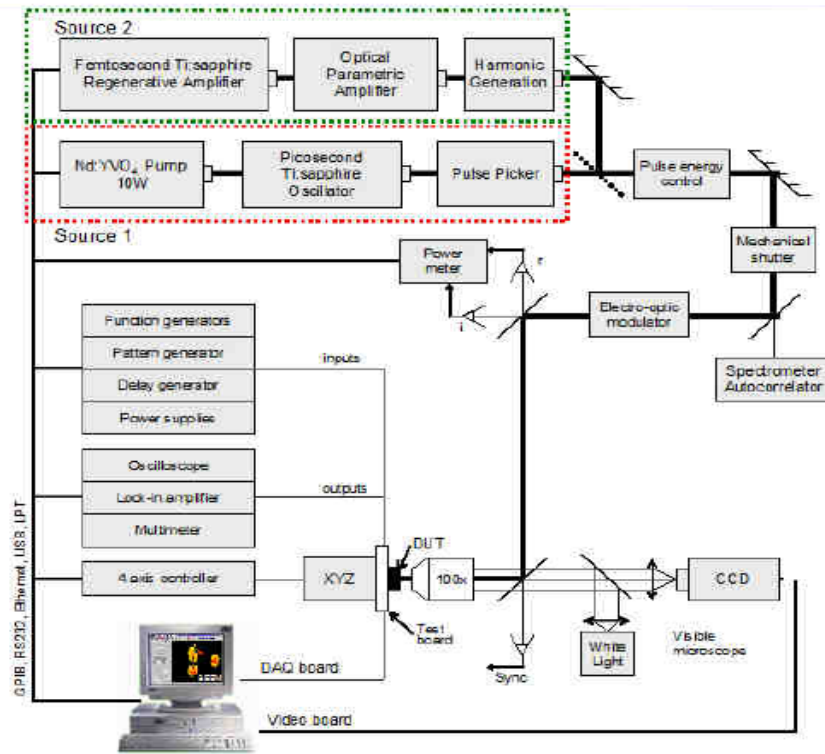 Source 2
Femtosecond Ti:sapphire
Regenerative Amplifier
Optical
Parametric
Amplifier
Harmonic
Generation
Nd:YVO4 Pump
10W
Picosecond
Ti:sapphire
Oscillator
Pulse Picker
Pulse energy
control
Source 1
Power
meter
r
i
Mechanical
shutter
Electro-optic
modulator
Spectrometer
Autocorrelator
Function generators
Pattern generator
Delay generator
Power supplies
inputs
Oscilloscope
Lock-in amplifier
Multimeter
outputs
4 axis controller
XYZ
DUT
100x
CCD
Test
board
White
Light
Visible
microscope
Sync
DAQ board
Video board
GPIB, RS232, Ethernet, USB, LPT